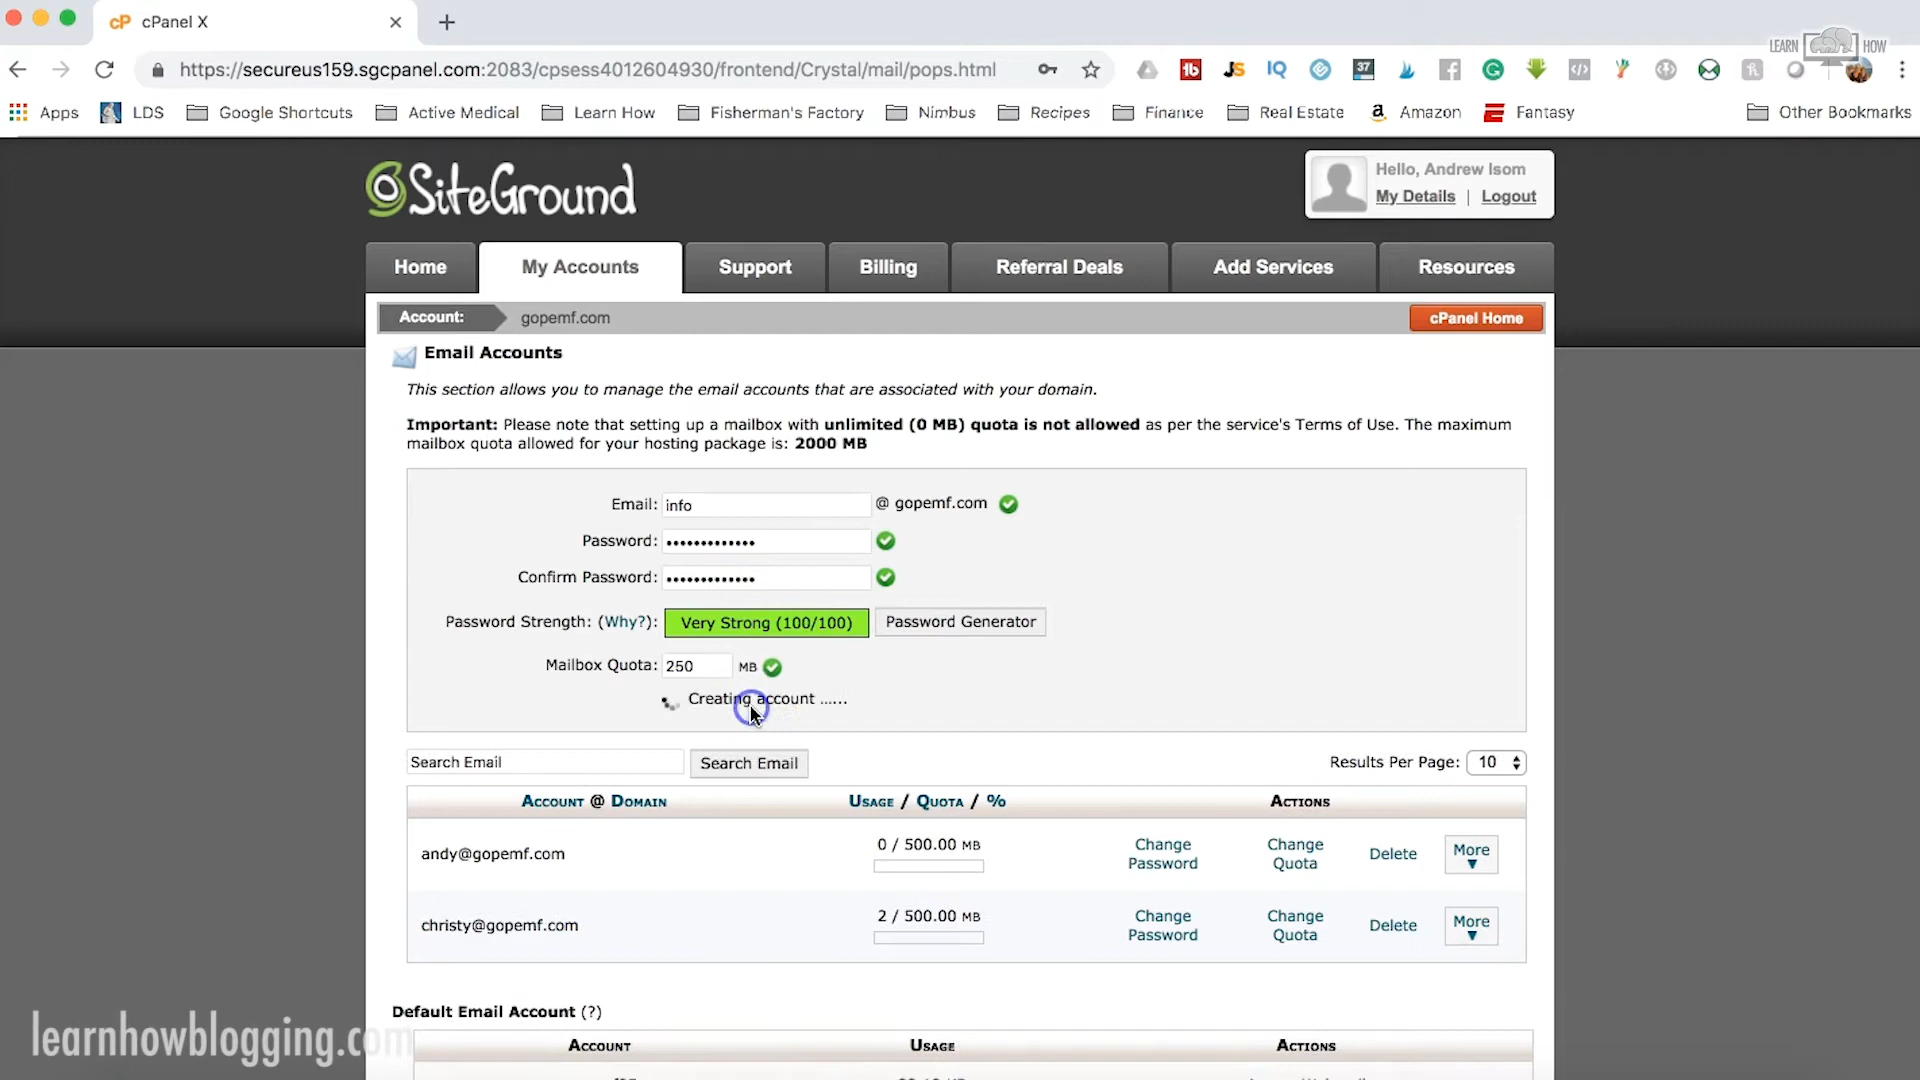 cPanel X
LEARN HOW
https://secureus159.sgcpanel.com:2083/cpsess4012604930/frontend/Crystal/mail/pops.html
Apps LDS Google Shortcuts Active Medical Learn How Fisherman's Factory Nimbus Recipes Finance Real Estate Amazon Fantasy Other Bookmarks
SiteGround
Hello, Andrew Isom
My Details | Logout
Home My Accounts Support Billing Referral Deals Add Services Resources
Account: gopemf.com cPanel Home
Email Accounts
This section allows you to manage the email accounts that are associated with your domain.
Important: Please note that setting up a mailbox with unlimited (0 MB) quota is not allowed as per the service's Terms of Use. The maximum
mailbox quota allowed for your hosting package is: 2000 MB
Email: info @ gopemf.com
Password: •••••••••••••
Confirm Password: •••••••••••••
Password Strength: (Why?): Very Strong (100/100) Password Generator
Mailbox Quota: 250 MB
Creating account ......
Search Email Search Email Results Per Page: 10
Account @ Domain Usage / Quota / % Actions
andy@gopemf.com 0 / 500.00 MB Change Password Change Quota Delete More
christy@gopemf.com 2 / 500.00 MB Change Password Change Quota Delete More
Default Email Account (?)
learnhowblogging.com
Account Usage Actions